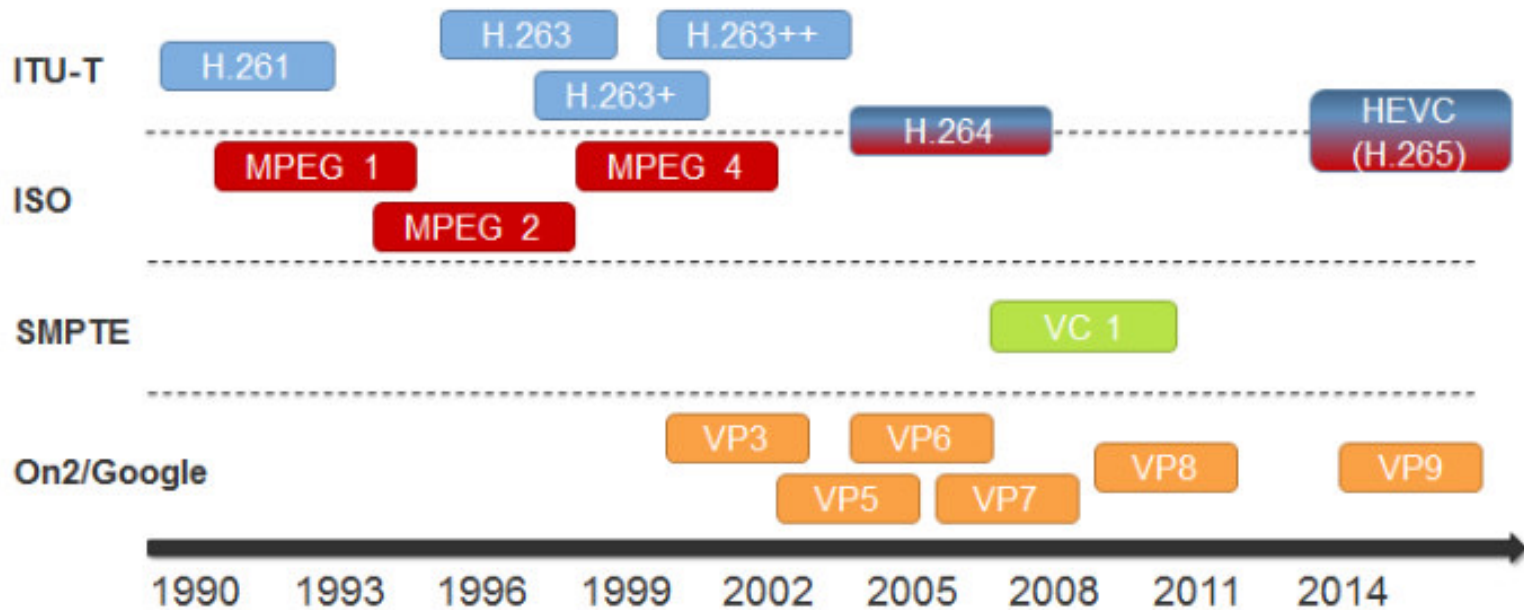 H.263 H.263++
ITU-T H.261
H.263+
H.264 HEVC
(H.265)
MPEG 1 MPEG 4
ISO
MPEG 2
SMPTE VC 1
VP3 VP6
On2/Google VP8 VP9
VP5 VP7
1990 1993 1996 1999 2002 2005 2008 2011 2014